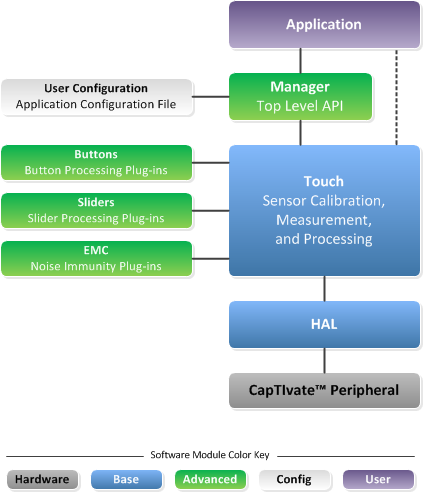 Application
User Configuration
Application Configuration File
Manager
Top Level API
Buttons
Button Processing Plug-ins
Sliders
Slider Processing Plug-ins
EMC
Noise Immunity Plug-ins
Touch
Sensor Calibration,
Measurement,
and Processing
HAL
CapTIvate™ Peripheral
Software Module Color Key
Hardware
Base
Advanced
Config
User